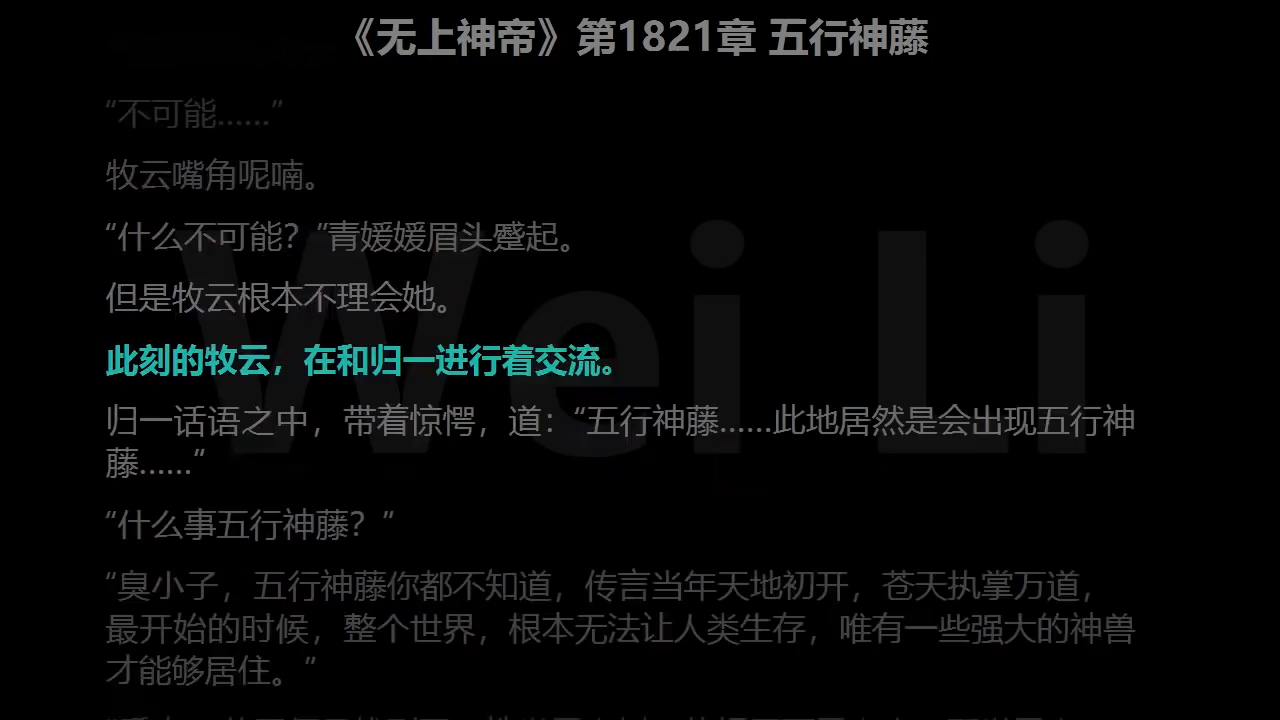 《无上神帝》第1821章 五行神藤
“不可能……”
牧云嘴角呢喃。
“什么不可能？”青媛媛眉头蹙起。
但是牧云根本不理会她。
此刻的牧云，在和归一进行着交流。
归一话语之中，带着惊愕，道：“五行神藤……此地居然是会出现五行神
藤……”
“什么事五行神藤？”
“臭小子，五行神藤你都不知道，传言当年天地初开，苍天执掌万道，
最开始的时候，整个世界，根本无法让人类生存，唯有一些强大的神兽
才能够居住。”
Wei Li